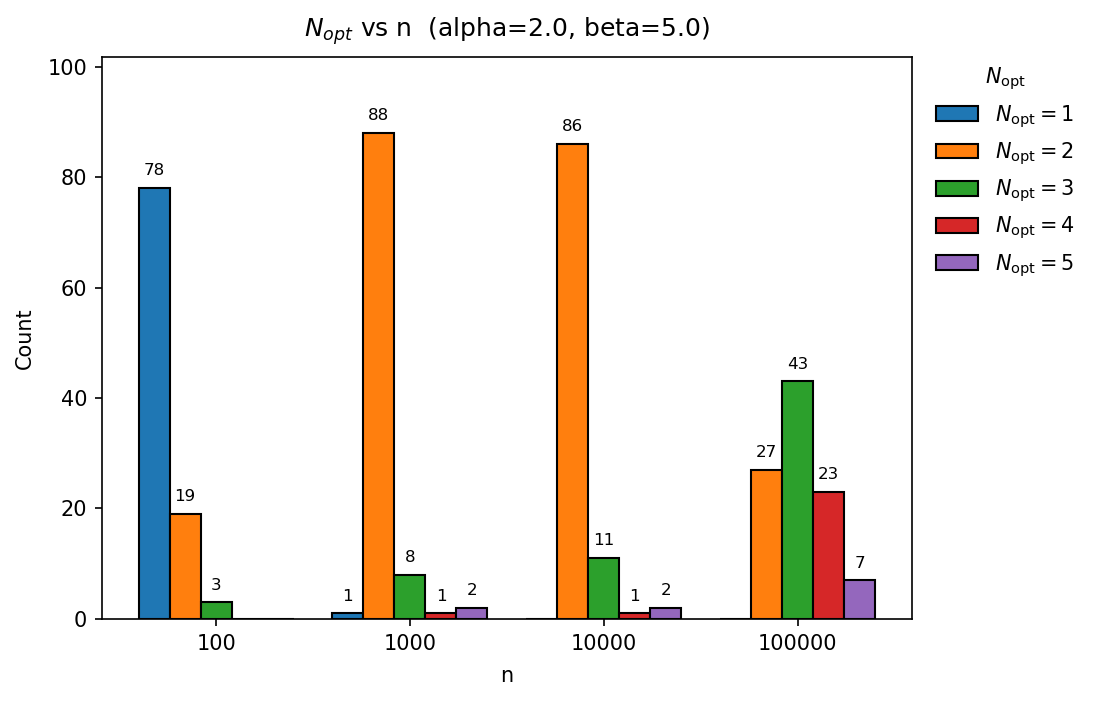 N_opt vs n (alpha=2.0, beta=5.0)
100
80
60
40
20
0
Count
78
19
3
1
88
8
1
2
86
11
1
2
27
43
23
7
100
1000
10000
100000
n
N_opt
N_opt = 1
N_opt = 2
N_opt = 3
N_opt = 4
N_opt = 5